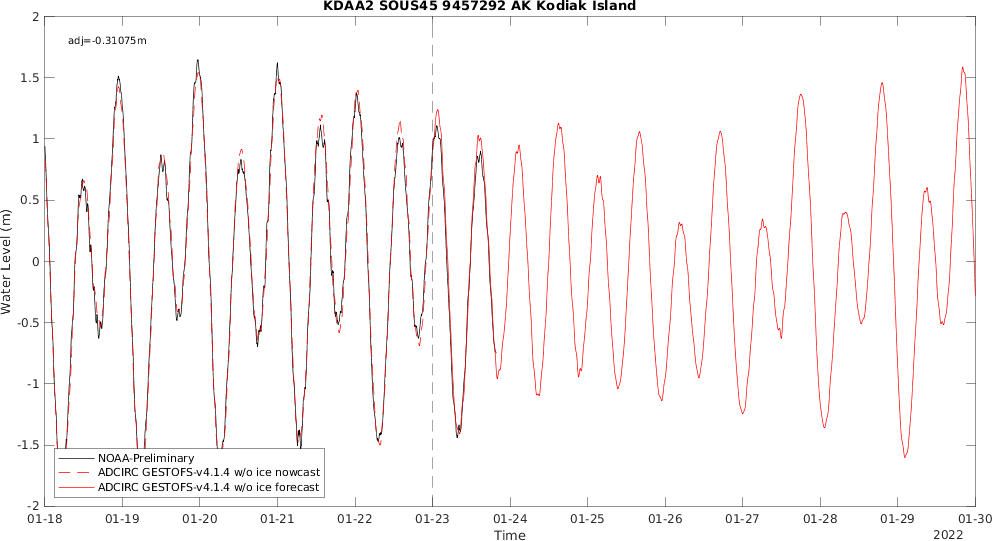 KDAA2 SOUS45 9457292 AK Kodiak Island
adj=-0.31075m
2
1.5
1
0.5
0
-0.5
-1
-1.5
-2
Water Level (m)
NOAA-Preliminary
ADCIRC GESTOFS-v4.1.4 w/o ice nowcast
ADCIRC GESTOFS-v4.1.4 w/o ice forecast
01-18 01-19 01-20 01-21 01-22 01-23 01-24 01-25 01-26 01-27 01-28 01-29 01-30
Time
2022